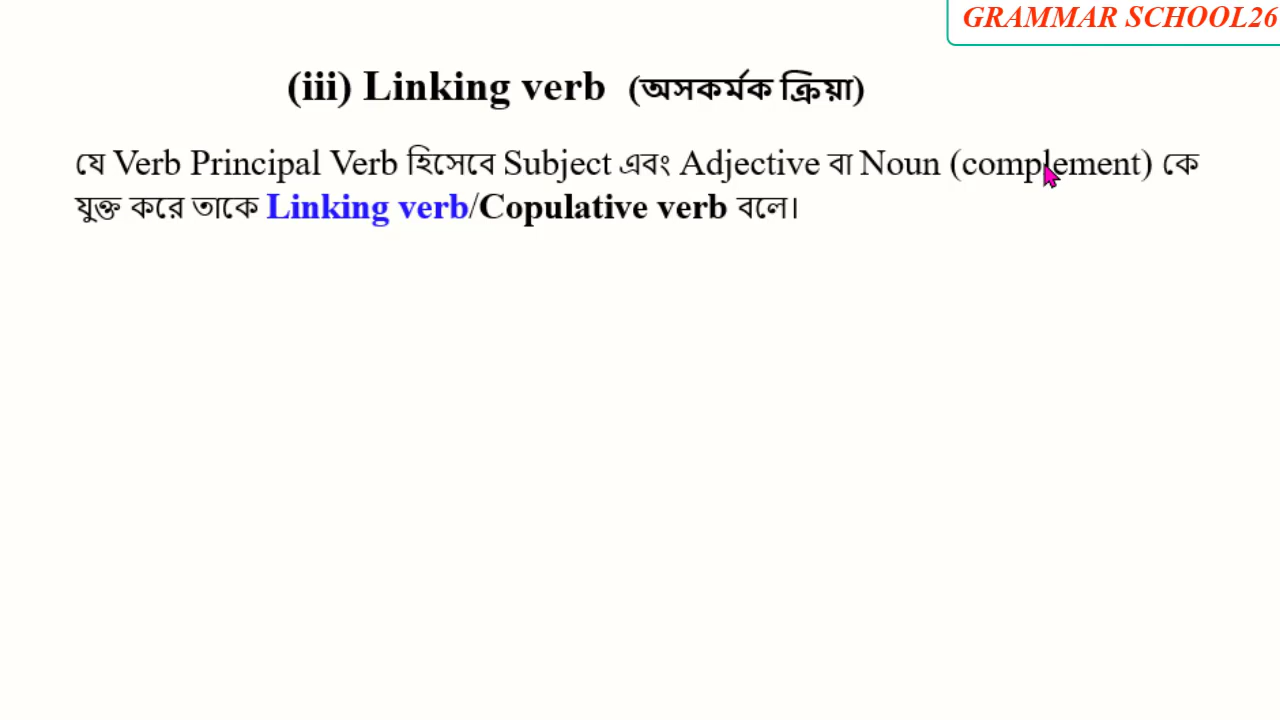 GRAMMAR SCHOOL26
(iii) Linking verb (অসকর্মক ক্রিয়া)
যে Verb Principal Verb হিসেবে Subject এবং Adjective বা Noun (complement) কে
যুক্ত করে তাকে Linking verb/Copulative verb বলে।